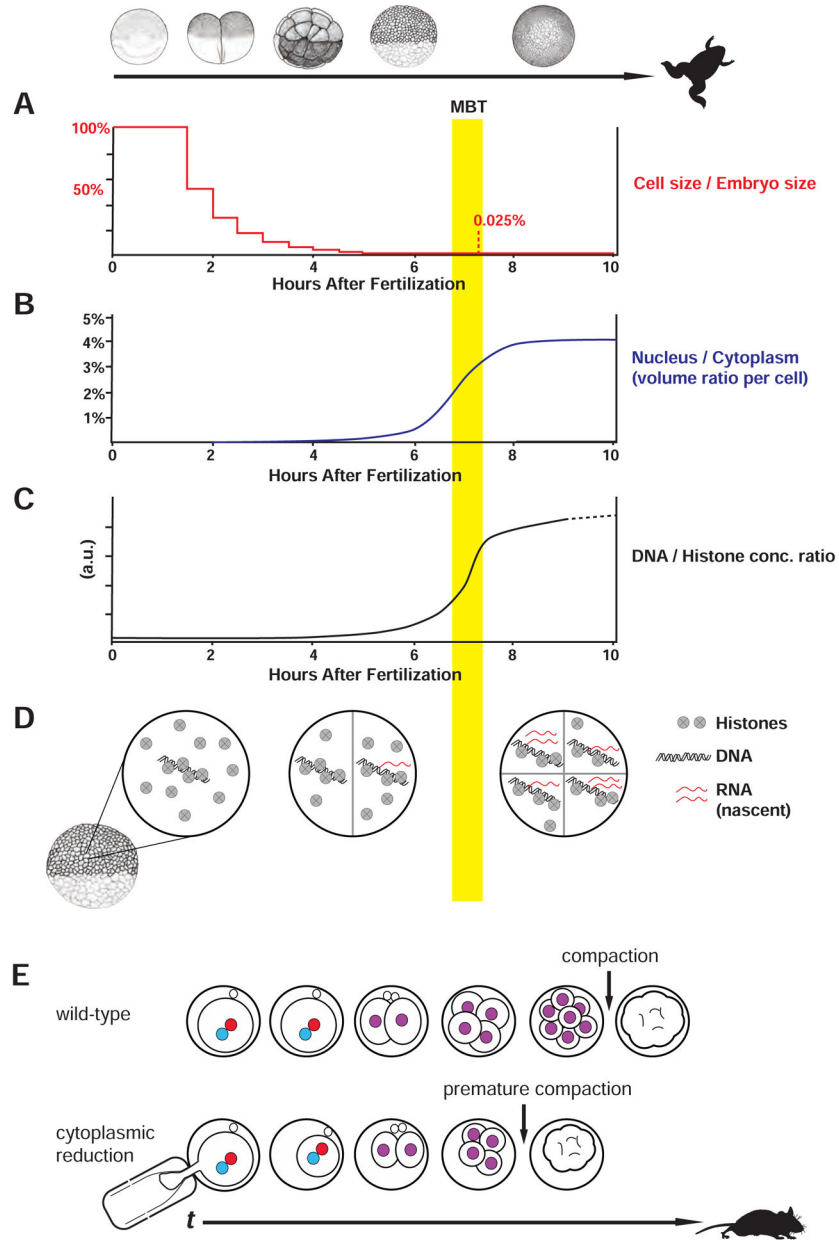 A
MBT
100%
50%
0.025%
Cell size / Embryo size
0 2 4 6 8 10
Hours After Fertilization
B
5%
4%
3%
2%
1%
Nucleus / Cytoplasm
(volume ratio per cell)
0 2 4 6 8 10
Hours After Fertilization
C
(a.u.)
DNA / Histone conc. ratio
0 2 4 6 8 10
Hours After Fertilization
D
Histones
DNA
RNA
(nascent)
E
compaction
wild-type
premature compaction
cytoplasmic
reduction
t